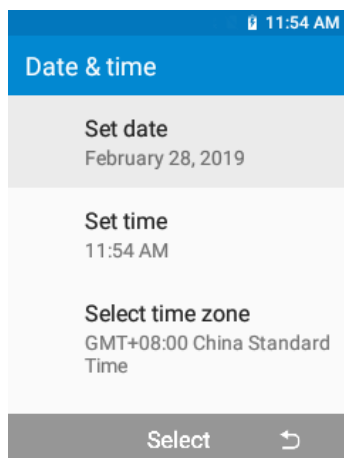 11:54 AM
Date & time
Set date
February 28, 2019
Set time
11:54 AM
Select time zone
GMT+08:00 China Standard
Time
Select